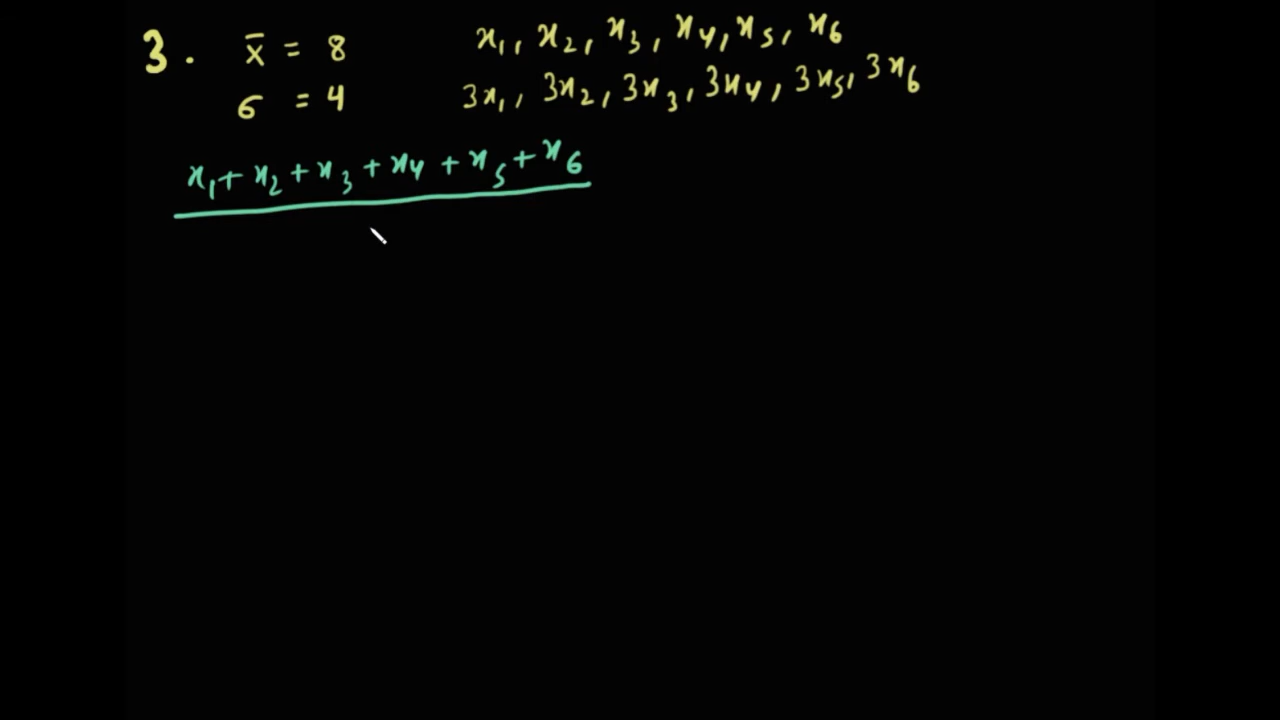 3. x̄ = 8 x₁, x₂, x₃, x₄, x₅, x₆
6 = 4 3x₁, 3x₂, 3x₃, 3x₄, 3x₅, 3x₆
x₁ + x₂ + x₃ + x₄ + x₅ + x₆